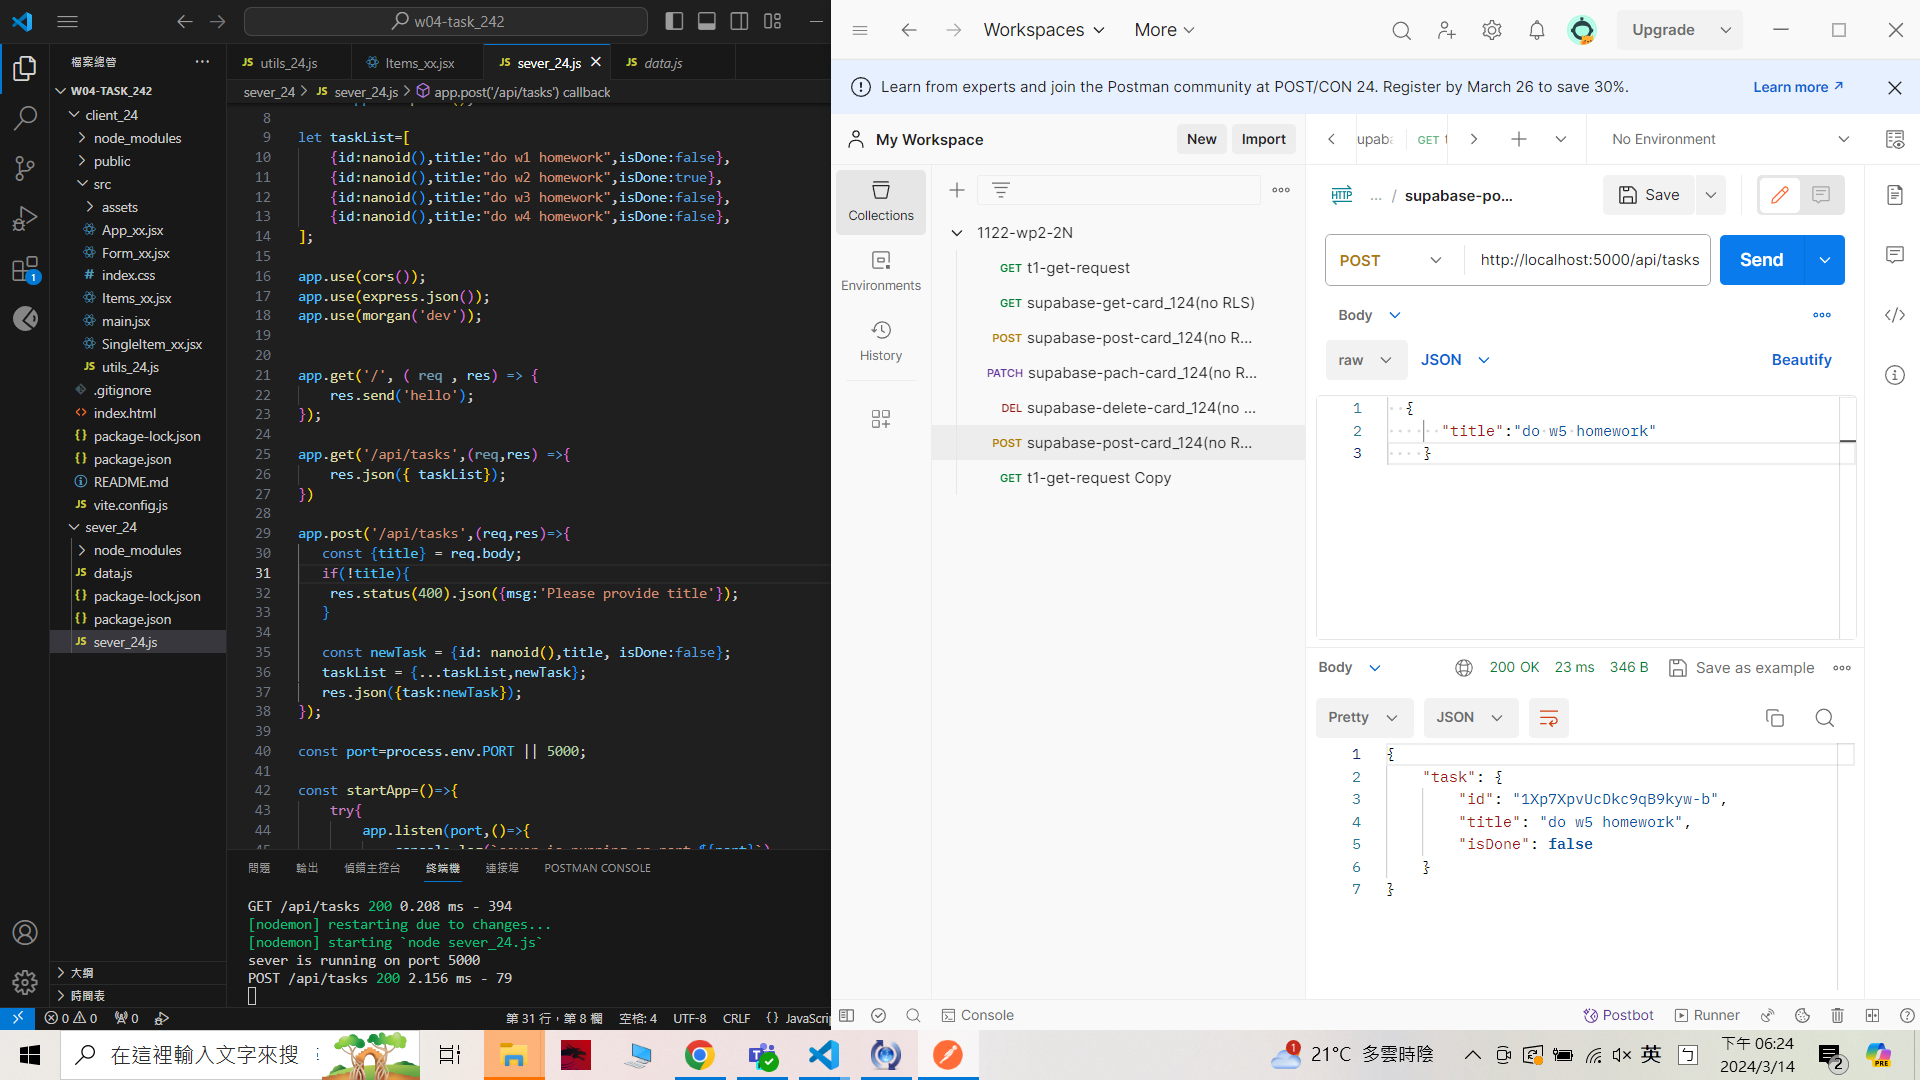 w04-task_242
檔案總管
W04-TASK_242
client_24
node_modules
public
src
assets
App_xx.jsx
Form_xx.jsx
index.css
Items_xx.jsx
main.jsx
SingleItem_xx.jsx
utils_24.js
.gitignore
index.html
package-lock.json
package.json
README.md
vite.config.js
sever_24
node_modules
data.js
package-lock.json
package.json
sever_24.js
大綱
時間表
utils_24.js
Items_xx.jsx
sever_24.js
data.js
sever_24 > JS sever_24.js > app.post('/api/tasks') callback
8
9 let taskList=[
10 {id:nanoid(),title:"do w1 homework",isDone:false},
11 {id:nanoid(),title:"do w2 homework",isDone:true},
12 {id:nanoid(),title:"do w3 homework",isDone:false},
13 {id:nanoid(),title:"do w4 homework",isDone:false},
14 ];
15
16 app.use(cors());
17 app.use(express.json());
18 app.use(morgan('dev'));
19
20
21 app.get('/', ( req , res) => {
22 res.send('hello');
23 });
24
25 app.get('/api/tasks',(req,res) =>{
26 res.json({ taskList});
27 })
28
29 app.post('/api/tasks',(req,res)=>{
30 const {title} = req.body;
31 if(!title){
32 res.status(400).json({msg:'Please provide title'});
33 }
34
35 const newTask = {id: nanoid(),title, isDone:false};
36 taskList = {...taskList,newTask};
37 res.json({task:newTask});
38 });
39
40 const port=process.env.PORT || 5000;
41
42 const startApp=()=>{
43 try{
44 app.listen(port,()=>{
問題 輸出 偵錯主控台 終端機 連接埠 POSTMAN CONSOLE
GET /api/tasks 200 0.208 ms - 394
[nodemon] restarting due to changes...
[nodemon] starting `node sever_24.js`
sever is running on port 5000
POST /api/tasks 200 2.156 ms - 79
0 0 0 第 31 行，第 8 欄 空格: 4 UTF-8 CRLF {} JavaScrip
Workspaces More Upgrade
Learn from experts and join the Postman community at POST/CON 24. Register by March 26 to save 30%. Learn more
My Workspace New Import
supaba GET t No Environment
Collections
Environments
History
1122-wp2-2N
GET t1-get-request
GET supabase-get-card_124(no RLS)
POST supabase-post-card_124(no R...
PATCH supabase-pach-card_124(no R...
DEL supabase-delete-card_124(no ...
POST supabase-post-card_124(no R...
GET t1-get-request Copy
HTTP ... / supabase-po... Save
POST http://localhost:5000/api/tasks Send
Body
raw JSON Beautify
1 {
2 "title":"do w5 homework"
3 }
Body 200 OK 23 ms 346 B Save as example
Pretty JSON
1 {
2 "task": {
3 "id": "1Xp7XpvUcDkc9qB9kyw-b",
4 "title": "do w5 homework",
5 "isDone": false
6 }
7 }
Console Postbot Runner
在這裡輸入文字來搜
21°C 多雲時陰
英
下午 06:24
2024/3/14
2